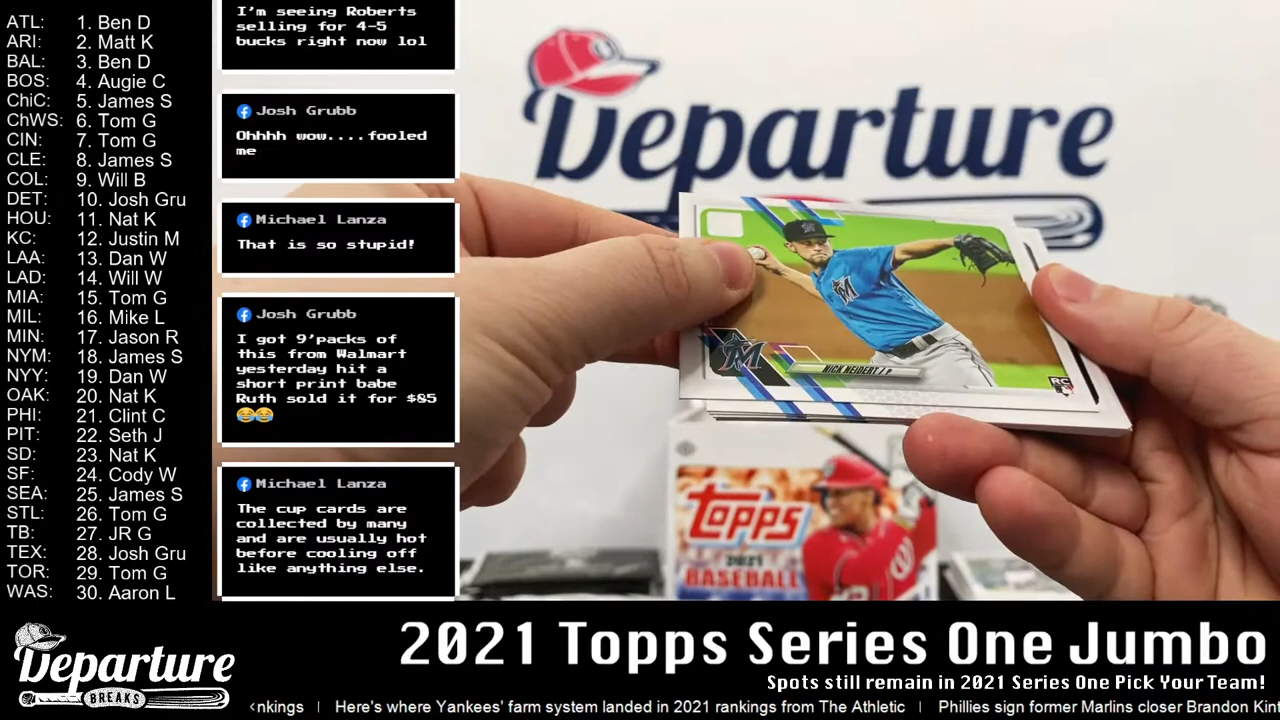 ATL: 1. Ben D
ARI: 2. Matt K
BAL: 3. Ben D
BOS: 4. Augie C
ChiC: 5. James S
ChWS: 6. Tom G
CIN: 7. Tom G
CLE: 8. James S
COL: 9. Will B
DET: 10. Josh Gru
HOU: 11. Nat K
KC: 12. Justin M
LAA: 13. Dan W
LAD: 14. Will W
MIA: 15. Tom G
MIL: 16. Mike L
MIN: 17. Jason R
NYM: 18. James S
NYY: 19. Dan W
OAK: 20. Nat K
PHI: 21. Clint C
PIT: 22. Seth J
SD: 23. Nat K
SF: 24. Cody W
SEA: 25. James S
STL: 26. Tom G
TB: 27. JR G
TEX: 28. Josh Gru
TOR: 29. Tom G
WAS: 30. Aaron L
I'm seeing Roberts
selling for 4-5
bucks right now lol
Josh Grubb
Ohhhh wow....fooled
me
Michael Lanza
That is so stupid!
Josh Grubb
I got 9'packs of
this from Walmart
yesterday hit a
short print babe
Ruth sold it for $85
😂😂
Michael Lanza
The cup cards are
collected by many
and are usually hot
before cooling off
like anything else.
Departure
M
M
NICK NEIDERT / P
RC
Topps
2021
BASEBALL
Departure
BREAKS
2021 Topps Series One Jumbo
Spots still remain in 2021 Series One Pick Your Team!
nkings | Here's where Yankees' farm system landed in 2021 rankings from The Athletic | Phillies sign former Marlins closer Brandon Kint